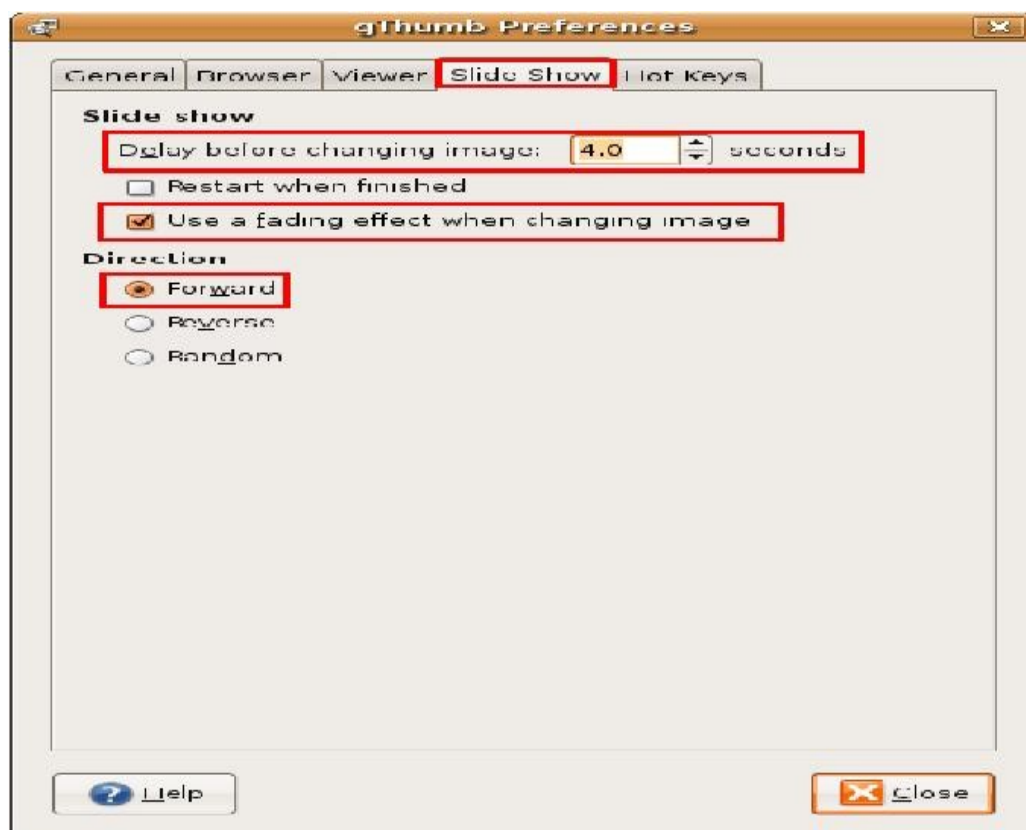 gThumb Preferences
General Browser Viewer Slide Show Hot Keys
Slide show
Delay before changing image: 4.0 seconds
Restart when finished
Use a fading effect when changing image
Direction
Forward
Reverse
Random
Help Close